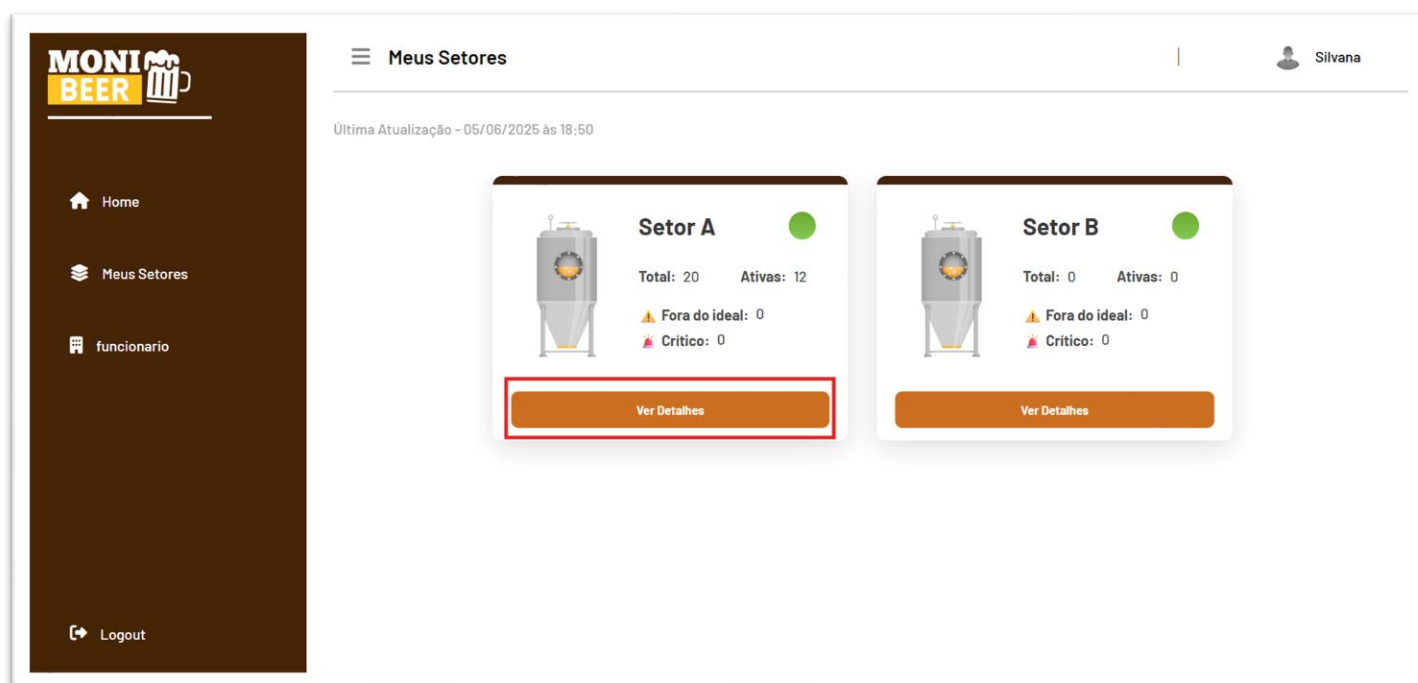 MONI
BEER
Meus Setores
Silvana
Última Atualização - 05/06/2025 às 18:50
Home
Meus Setores
funcionario
Logout
Setor A
Total: 20 Ativas: 12
Fora do ideal: 0
Crítico: 0
Ver Detalhes
Setor B
Total: 0 Ativas: 0
Fora do ideal: 0
Crítico: 0
Ver Detalhes